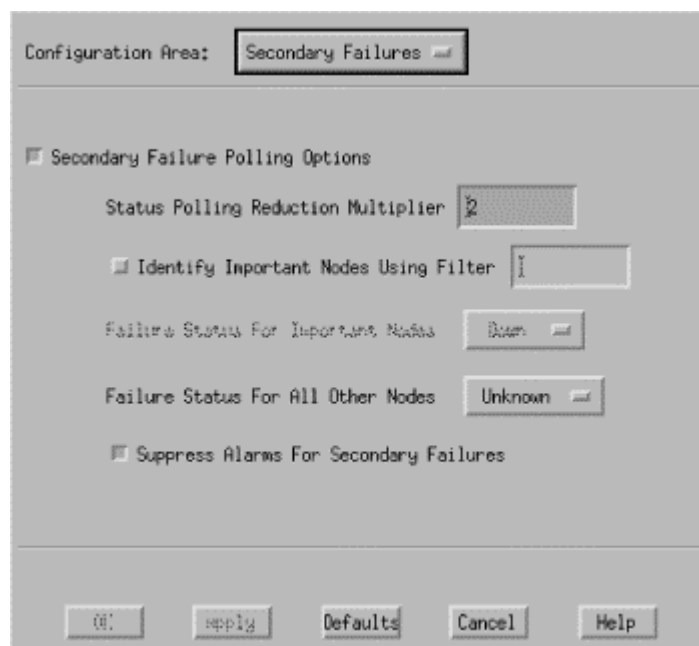 Configuration Area: Secondary Failures
Secondary Failure Polling Options
Status Polling Reduction Multiplier 2
Identify Important Nodes Using Filter
Failure Status For Important Nodes Down
Failure Status For All Other Nodes Unknown
Suppress Alarms For Secondary Failures
OK Apply Defaults Cancel Help